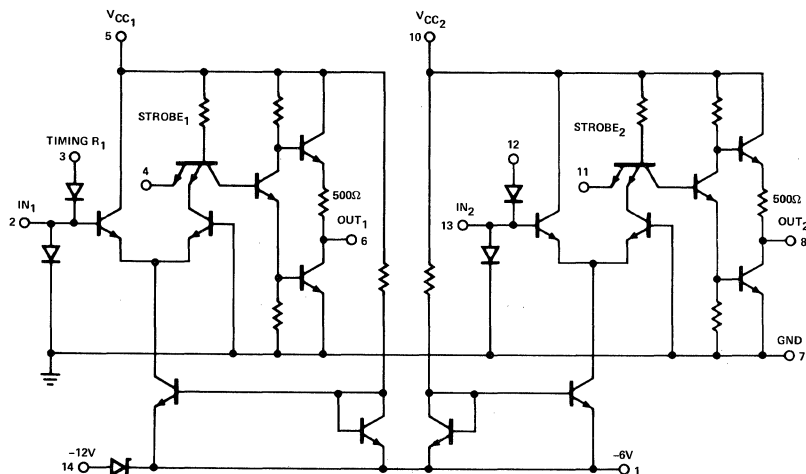 VCC1
5
VCC2
10
STROBE1
TIMING R1
3
4
500Ω
IN1
2
OUT1
6
STROBE2
12
11
500Ω
IN2
13
OUT2
8
GND
7
-12V
14
-6V
1